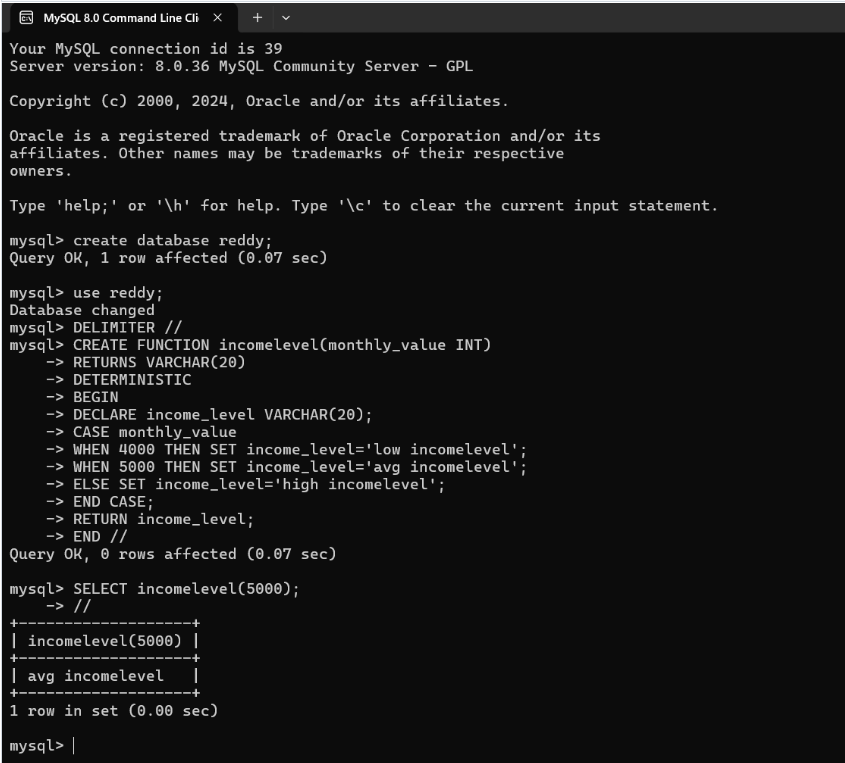 MySQL 8.0 Command Line Cli
Your MySQL connection id is 39
Server version: 8.0.36 MySQL Community Server - GPL
Copyright (c) 2000, 2024, Oracle and/or its affiliates.
Oracle is a registered trademark of Oracle Corporation and/or its
affiliates. Other names may be trademarks of their respective
owners.
Type 'help;' or '\h' for help. Type '\c' to clear the current input statement.
mysql> create database reddy;
Query OK, 1 row affected (0.07 sec)
mysql> use reddy;
Database changed
mysql> DELIMITER //
mysql> CREATE FUNCTION incomelevel(monthly_value INT)
    -> RETURNS VARCHAR(20)
    -> DETERMINISTIC
    -> BEGIN
    -> DECLARE income_level VARCHAR(20);
    -> CASE monthly_value
    -> WHEN 4000 THEN SET income_level='low incomelevel';
    -> WHEN 5000 THEN SET income_level='avg incomelevel';
    -> ELSE SET income_level='high incomelevel';
    -> END CASE;
    -> RETURN income_level;
    -> END //
Query OK, 0 rows affected (0.07 sec)
mysql> SELECT incomelevel(5000);
    -> //
+-------------------+
| incomelevel(5000) |
+-------------------+
| avg incomelevel   |
+-------------------+
1 row in set (0.00 sec)
mysql>